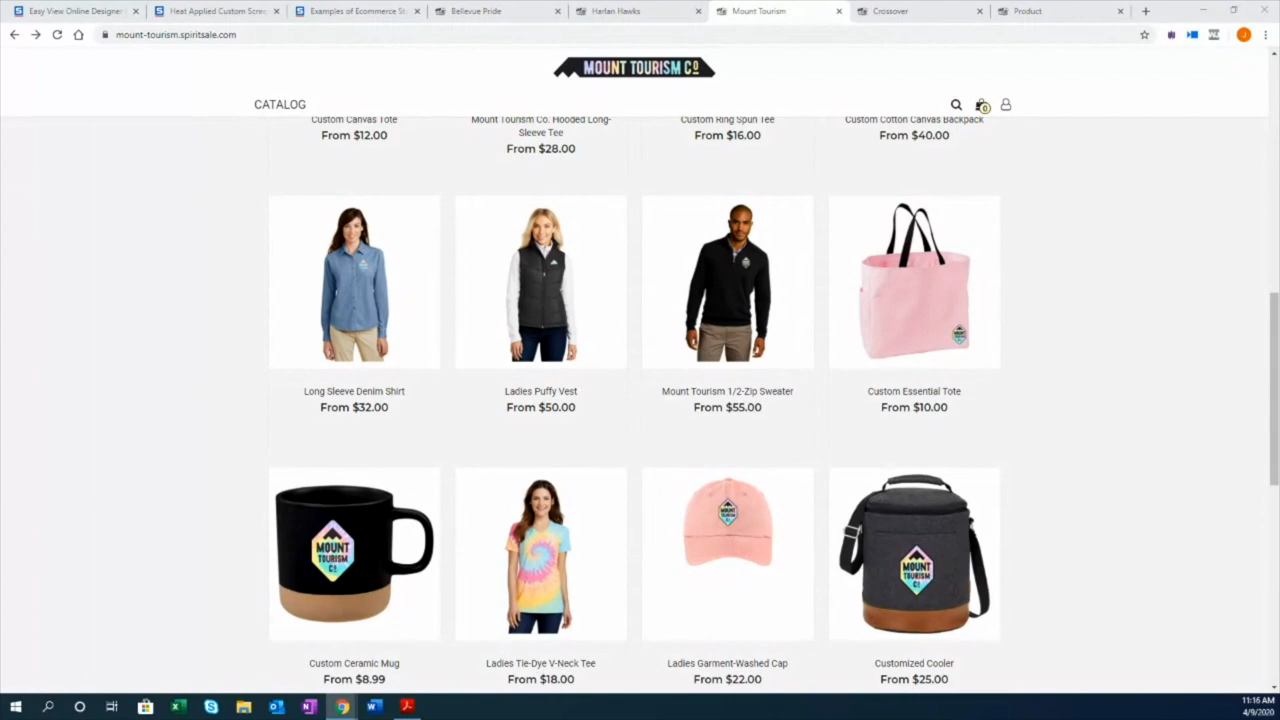 Easy View Online Designer
Heat Applied Custom Scree
Examples of Ecommerce St
Bellevue Pride
Harlan Hawks
Mount Tourism
Crossover
Product
mount-tourism.spiritsale.com
J
MOUNT TOURISM Cº
CATALOG
0
Custom Canvas Tote
From $12.00
Mount Tourism Co. Hooded Long-
Sleeve Tee
From $28.00
Custom Ring Spun Tee
From $16.00
Custom Cotton Canvas Backpack
From $40.00
Long Sleeve Denim Shirt
From $32.00
Ladies Puffy Vest
From $50.00
Mount Tourism 1/2-Zip Sweater
From $55.00
Custom Essential Tote
From $10.00
MOUNT
TOURISM
Cº
MOUNT
TOURISM
MOUNT
TOURISM
Cº
Custom Ceramic Mug
From $8.99
Ladies Tie-Dye V-Neck Tee
From $18.00
Ladies Garment-Washed Cap
From $22.00
Customized Cooler
From $25.00
11:16 AM
4/9/2020